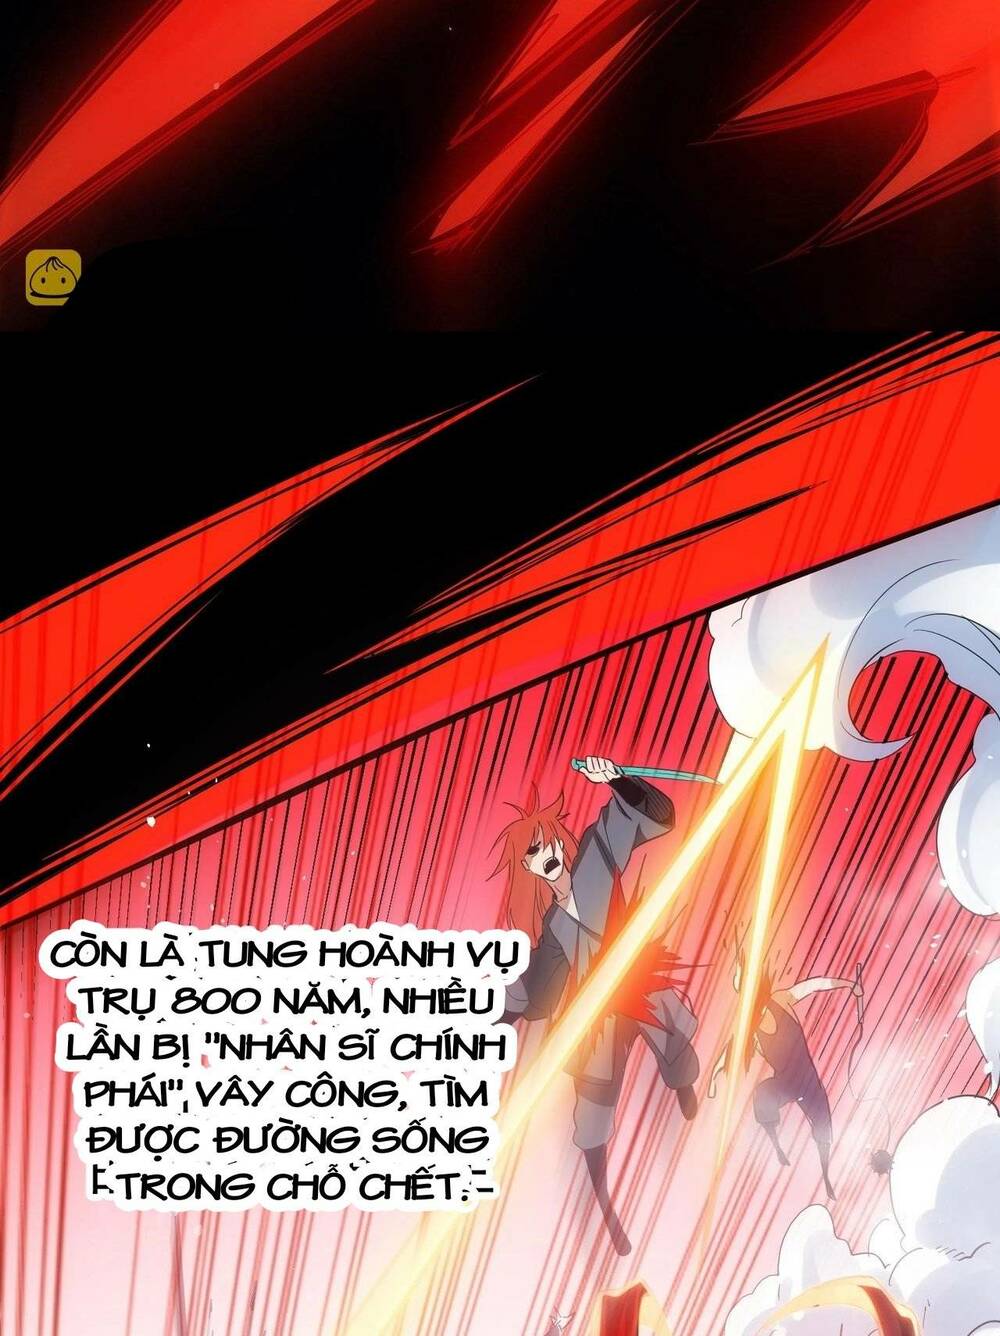 CÒN LÀ TUNG HOÀNH VỤ
TRỤ 800 NĂM, NHIỀU
LẦN BỊ "NHÂN SĨ CHÍNH
PHÁI" VÂY CÔNG, TÌM
ĐƯỢC ĐƯỜNG SỐNG
TRONG CHỖ CHẾT.